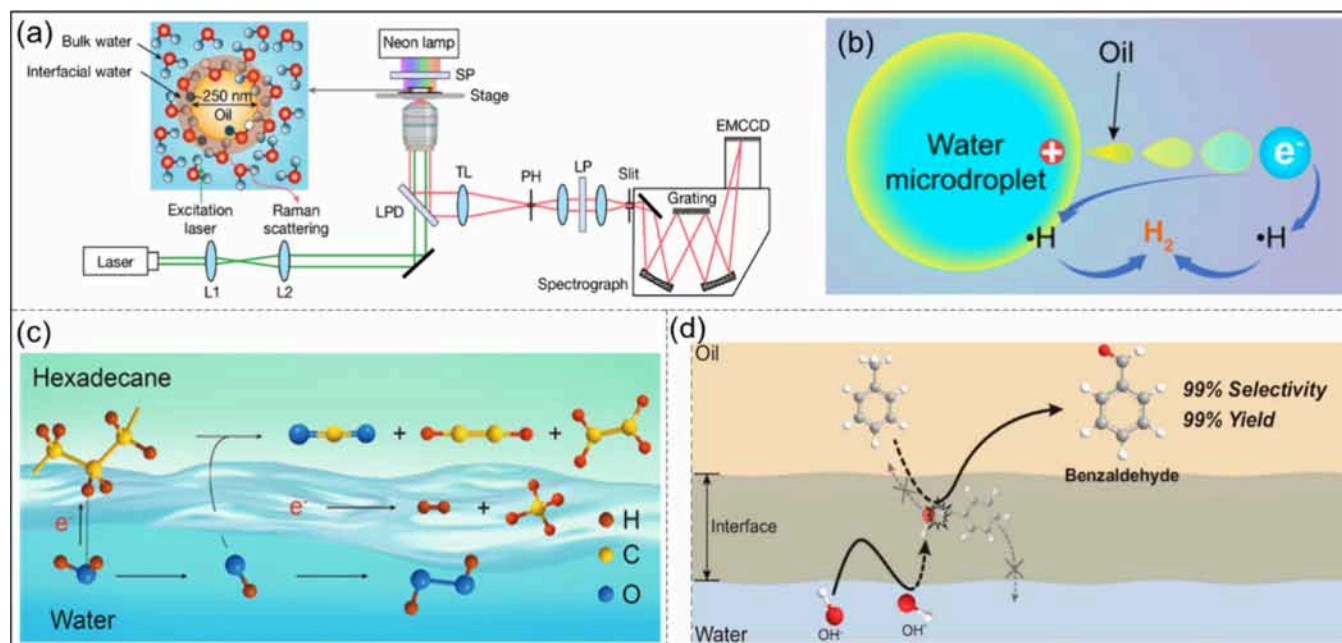 (a)
Bulk water
Interfacial water
~250 nm
Oil
Excitation
laser
Raman
scattering
Neon lamp
SP
Stage
EMCCD
TL
PH
LP
Slit
LPD
Grating
Laser
L1
L2
Spectrograph
(b)
Oil
Water
microdroplet
+
e-
•H
H2
•H
(c)
Hexadecane
+
+
e-
e-
+
H
C
O
Water
(d)
Oil
99% Selectivity
99% Yield
Benzaldehyde
Interface
Water
OH-